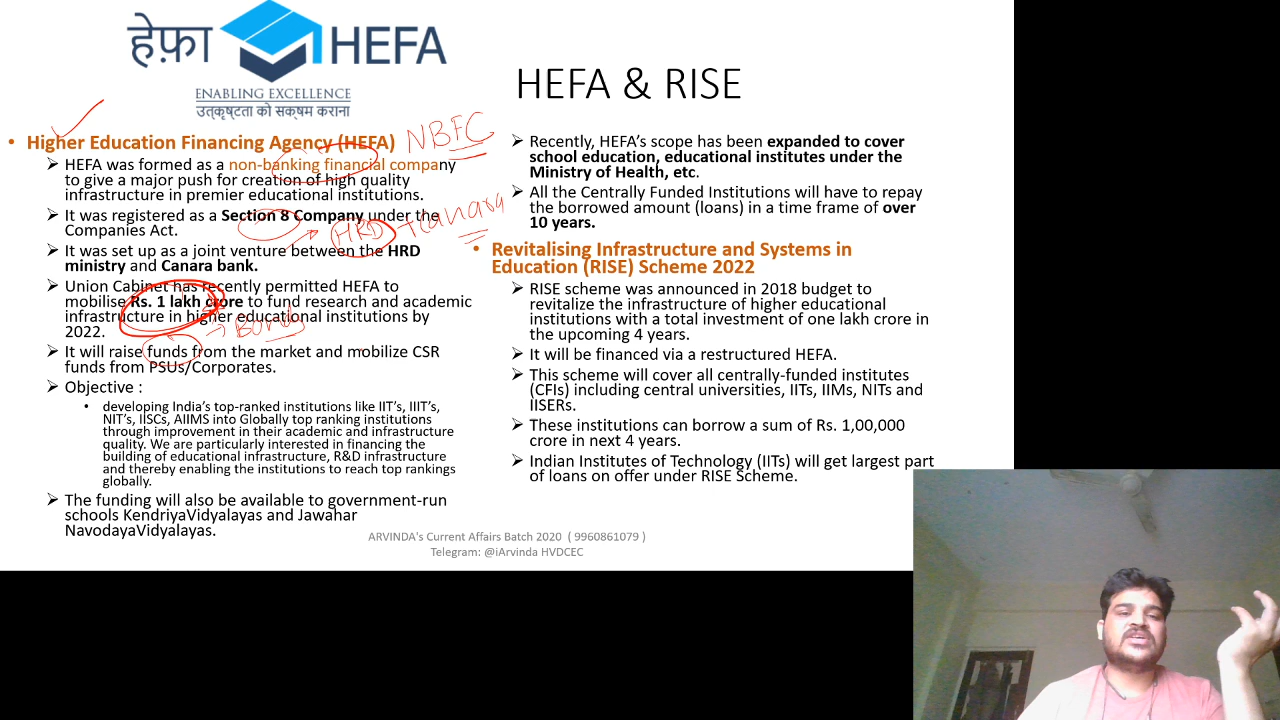 हेफ़ा HEFA
ENABLING EXCELLENCE
उत्कृष्टता को सक्षम कराना
HEFA & RISE
• Higher Education Financing Agency (HEFA) NBFC
➢ HEFA was formed as a non-banking financial company
to give a major push for creation of high quality
infrastructure in premier educational institutions.
➢ It was registered as a Section 8 Company under the
Companies Act.
HRD + Canara
➢ It was set up as a joint venture between the HRD
ministry and Canara bank.
➢ Union Cabinet has recently permitted HEFA to
mobilise Rs. 1 lakh crore to fund research and academic
infrastructure in higher educational institutions by
2022.
→ Bonds
➢ It will raise funds from the market and mobilize CSR
funds from PSUs/Corporates.
➢ Objective :
• developing India's top-ranked institutions like IIT's, IIIT's,
NIT's, IISCs, AIIMS into Globally top ranking institutions
through improvement in their academic and infrastructure
quality. We are particularly interested in financing the
building of educational infrastructure, R&D infrastructure
and thereby enabling the institutions to reach top rankings
globally.
➢ The funding will also be available to government-run
schools KendriyaVidyalayas and Jawahar
NavodayaVidyalayas.
➢ Recently, HEFA's scope has been expanded to cover
school education, educational institutes under the
Ministry of Health, etc.
➢ All the Centrally Funded Institutions will have to repay
the borrowed amount (loans) in a time frame of over
10 years.
• Revitalising Infrastructure and Systems in
Education (RISE) Scheme 2022
➢ RISE scheme was announced in 2018 budget to
revitalize the infrastructure of higher educational
institutions with a total investment of one lakh crore in
the upcoming 4 years.
➢ It will be financed via a restructured HEFA.
➢ This scheme will cover all centrally-funded institutes
(CFIs) including central universities, IITs, IIMs, NITs and
IISERs.
➢ These institutions can borrow a sum of Rs. 1,00,000
crore in next 4 years.
➢ Indian Institutes of Technology (IITs) will get largest part
of loans on offer under RISE Scheme.
ARVINDA's Current Affairs Batch 2020 ( 9960861079 )
Telegram: @iArvinda HVDCEC